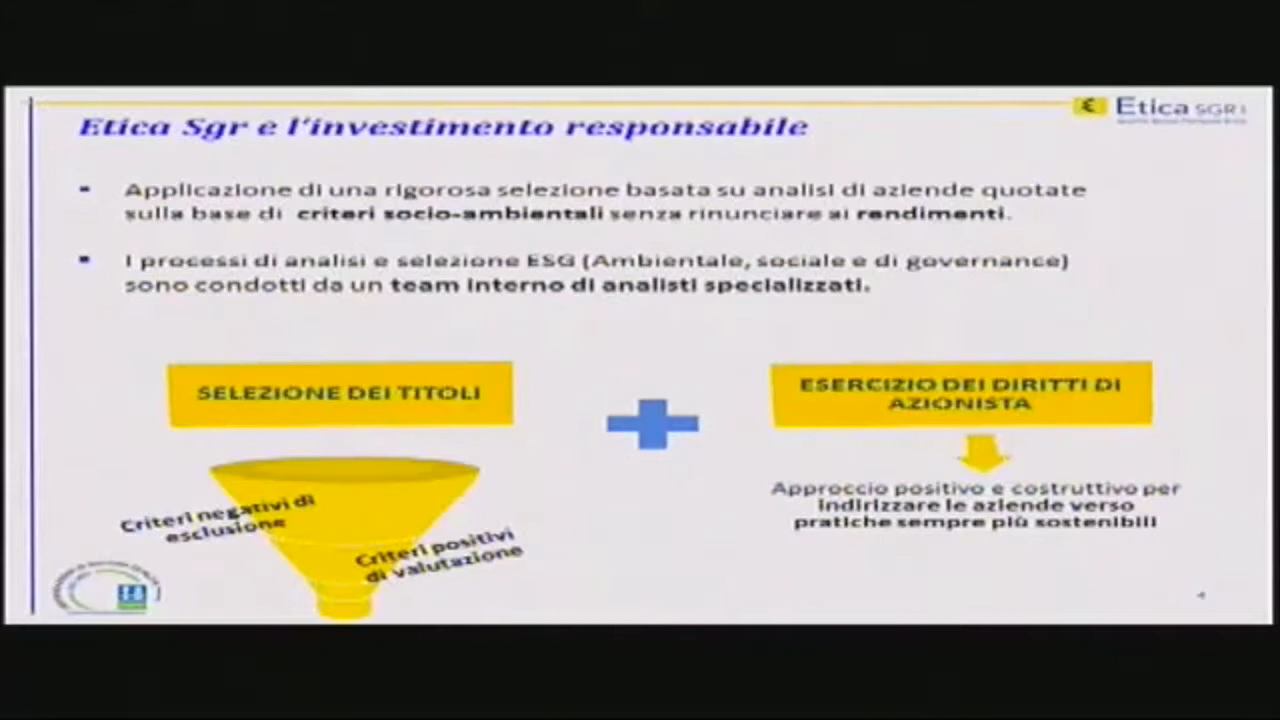 Etica Sgr e l'investimento responsabile
Etica SGR
Applicazione di una rigorosa selezione basata su analisi di aziende quotate
sulla base di criteri socio-ambientali senza rinunciare ai rendimenti.
I processi di analisi e selezione ESG (Ambientale, sociale e di governance)
sono condotti da un team interno di analisti specializzati.
SELEZIONE DEI TITOLI
ESERCIZIO DEI DIRITTI DI
AZIONISTA
Criteri negativi di
esclusione
Criteri positivi
di valutazione
Approccio positivo e costruttivo per
indirizzare le aziende verso
pratiche sempre più sostenibili